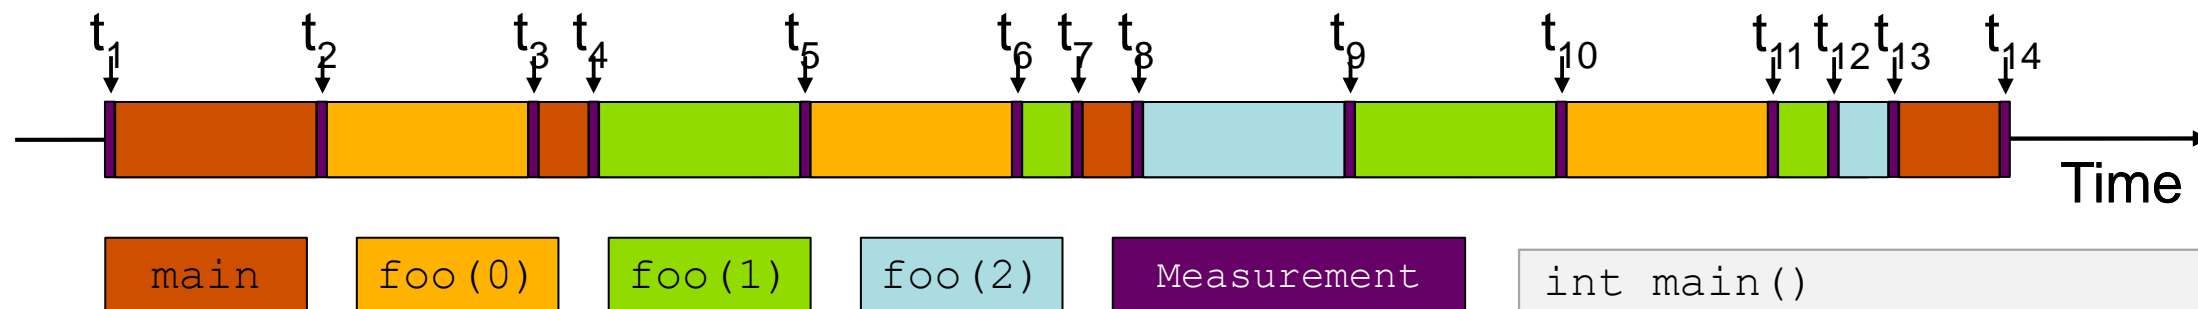 t1 t2 t3 t4 t5 t6 t7 t8 t9 t10 t11 t12 t13 t14
Time
main foo(0) foo(1) foo(2) Measurement int main()